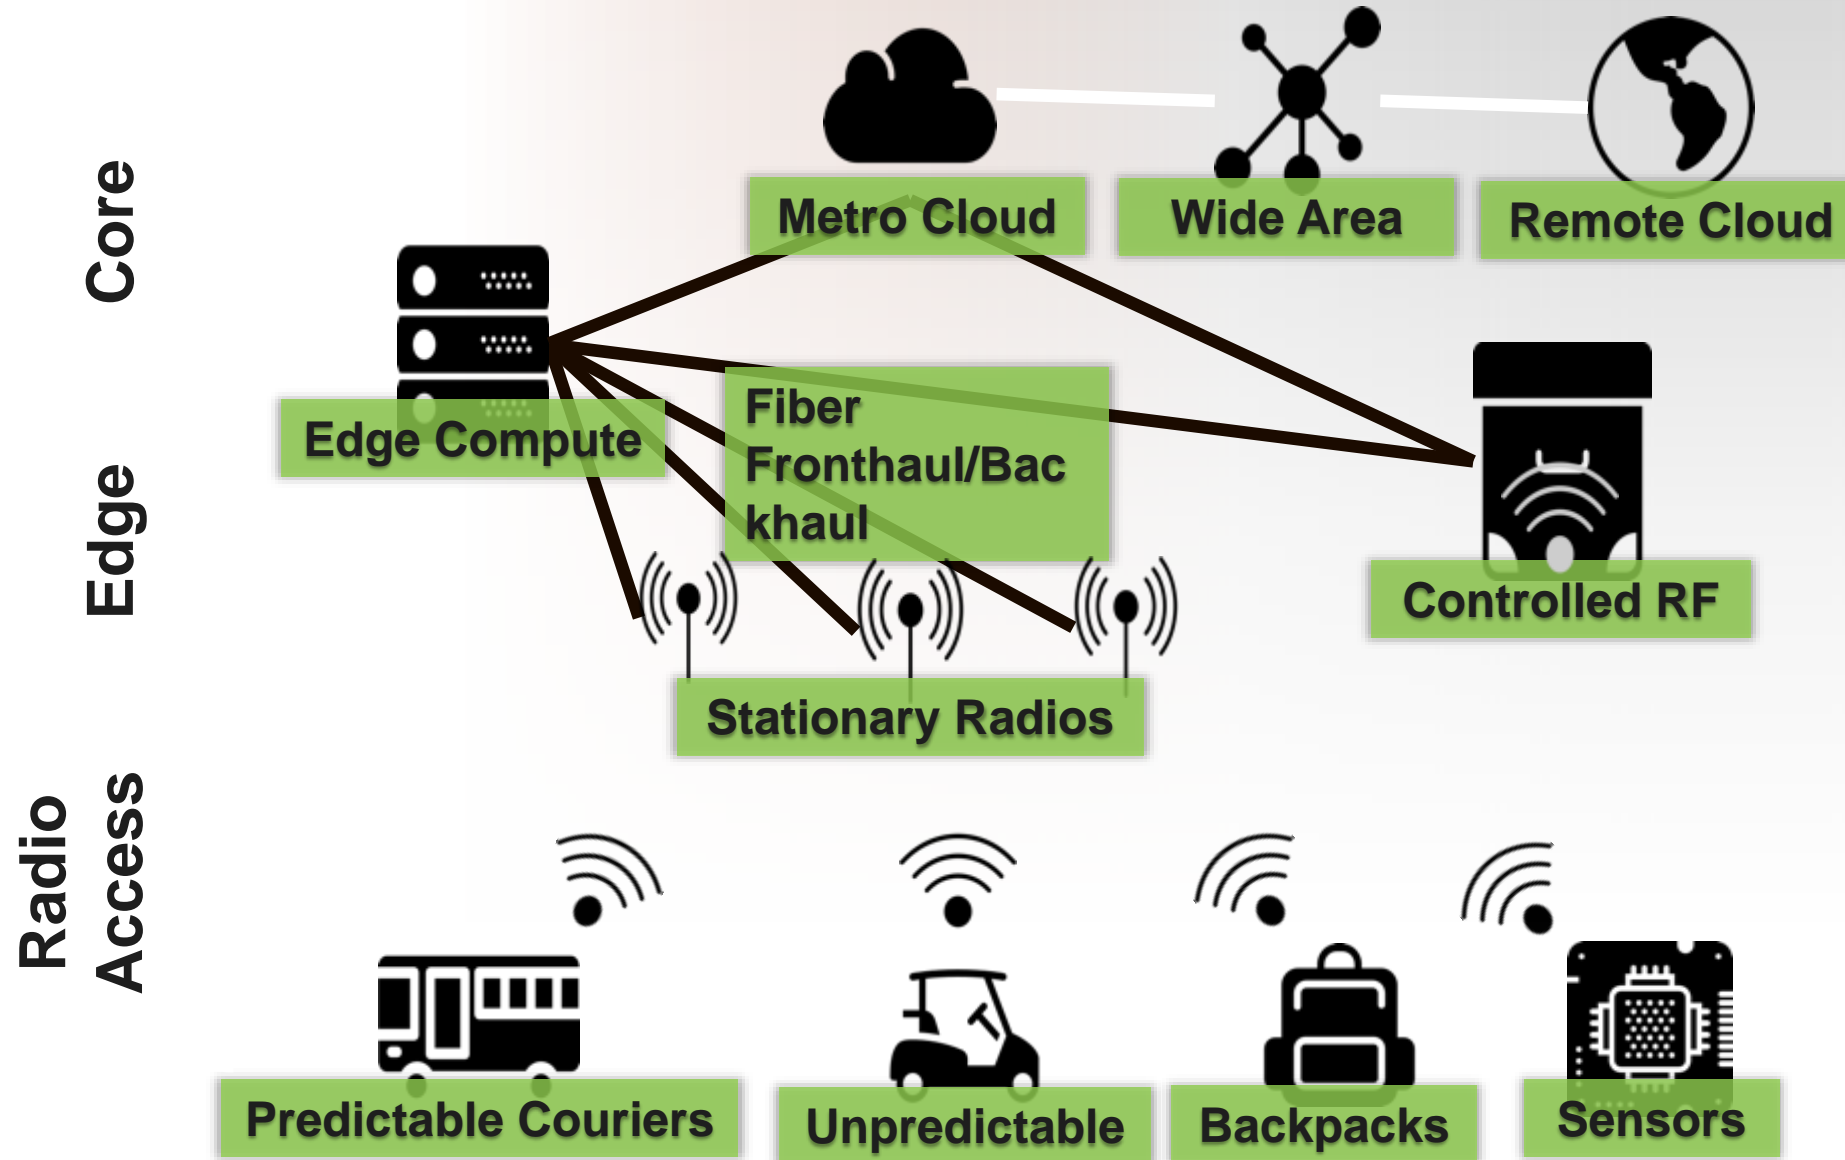 Core
Metro Cloud
Wide Area
Remote Cloud
Edge
Edge Compute
Fiber
Fronthaul/Bac
khaul
Controlled RF
Stationary Radios
Radio
Access
Predictable Couriers
Unpredictable
Backpacks
Sensors